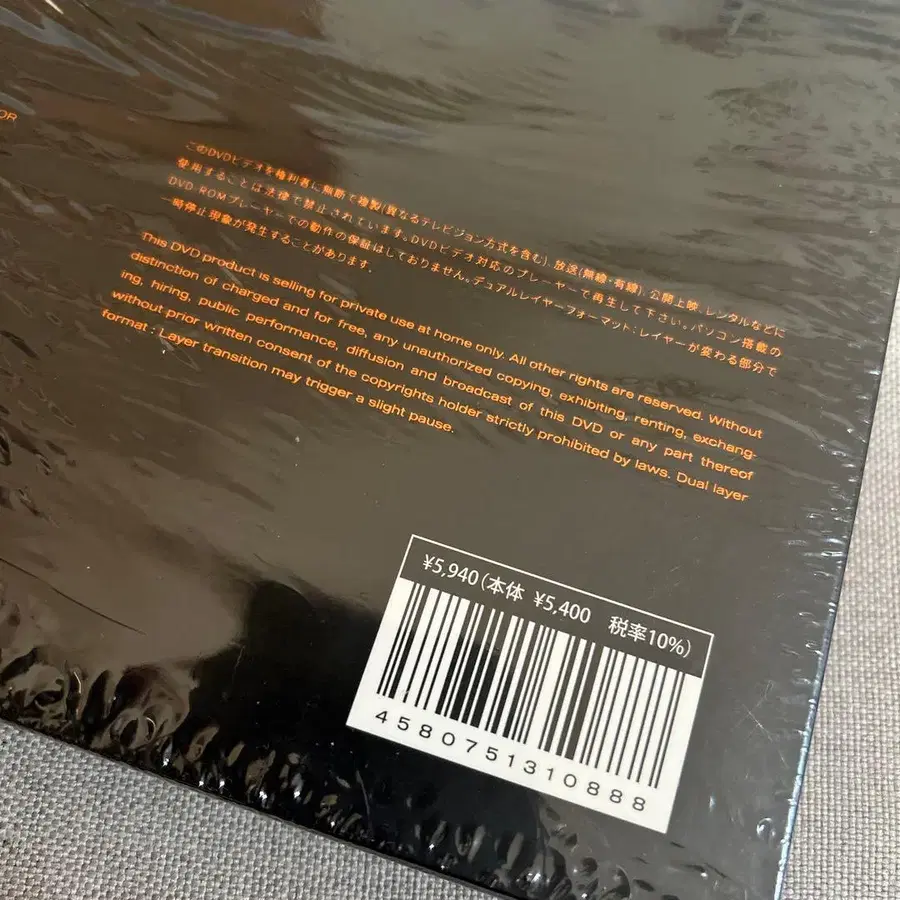 OR
このDVDビデオを権利者に無断で複製(異なるテレビジョン方式を含む)、放送(無線・有線)、公開上映、レンタルなどに
使用することは法律で禁止されています。DVDビデオ対応のプレーヤーで再生して下さい。パソコン搭載の
DVD-ROMプレーヤーでの動作の保証はしておりません。デュアルレイヤーフォーマット:レイヤーが変わる部分で
一時停止現象が発生することがあります。
This DVD product is selling for private use at home only. All other rights are reserved. Without
distinction of charged and for free, any unauthorized copying, exhibiting, renting, exchang-
ing, hiring, public performance, diffusion and broadcast of this DVD or any part thereof
without prior written consent of the copyrights holder strictly prohibited by laws. Dual layer
format : Layer transition may trigger a slight pause.
¥5,940(本体 ¥5,400 税率10%)
4580751310888